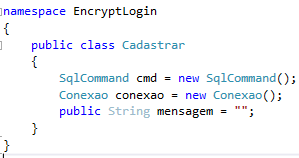 namespace EncryptLogin
{
    public class Cadastrar
    {
        SqlCommand cmd = new SqlCommand();
        Conexao conexao = new Conexao();
        public String mensagem = "";
    }
}